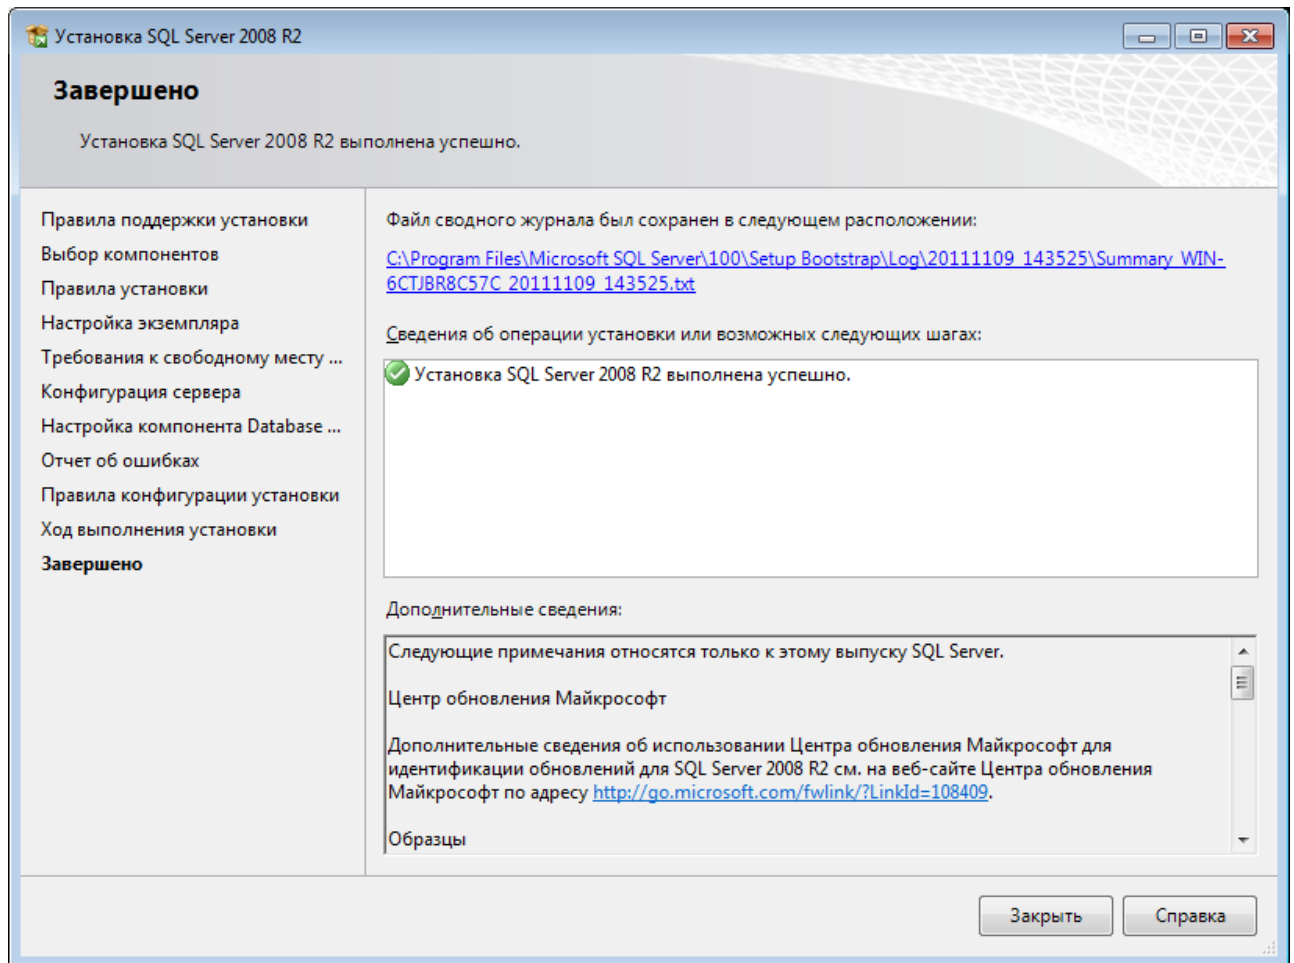 Установка SQL Server 2008 R2
Завершено
Установка SQL Server 2008 R2 выполнена успешно.
Правила поддержки установки
Выбор компонентов
Правила установки
Настройка экземпляра
Требования к свободному месту ...
Конфигурация сервера
Настройка компонента Database ...
Отчет об ошибках
Правила конфигурации установки
Ход выполнения установки
Завершено
Файл сводного журнала был сохранен в следующем расположении:
C:\Program Files\Microsoft SQL Server\100\Setup Bootstrap\Log\20111109_143525\Summary_WIN-
6CTJBR8C57C_20111109_143525.txt
Сведения об операции установки или возможных следующих шагах:
Установка SQL Server 2008 R2 выполнена успешно.
Дополнительные сведения:
Следующие примечания относятся только к этому выпуску SQL Server.
Центр обновления Майкрософт
Дополнительные сведения об использовании Центра обновления Майкрософт для
идентификации обновлений для SQL Server 2008 R2 см. на веб-сайте Центра обновления
Майкрософт по адресу http://go.microsoft.com/fwlink/?LinkId=108409.
Образцы
Закрыть
Справка